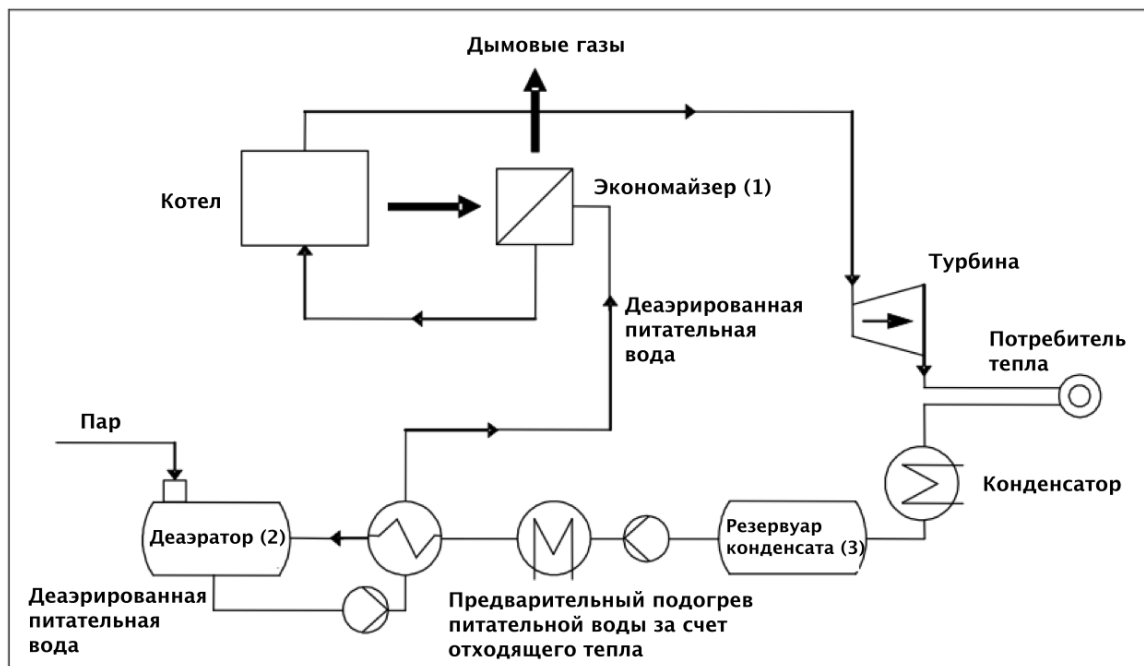 Дымовые газы
Котел
Экономайзер (1)
Турбина
Деаэрированная
питательная
вода
Потребитель
тепла
Пар
Конденсатор
Деаэратор (2)
Резервуар
конденсата (3)
Деаэрированная
питательная
вода
Предварительный подогрев
питательной воды за счет
отходящего тепла